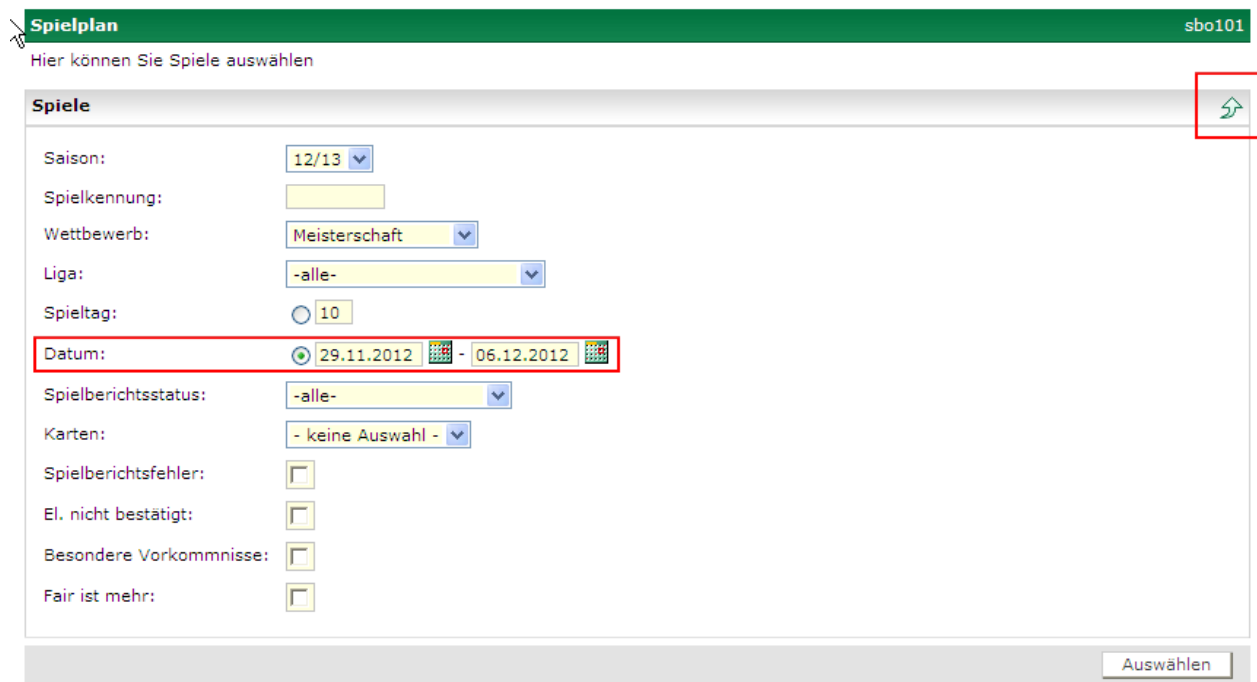 Spielplan sbo101
Hier können Sie Spiele auswählen
Spiele
Saison: 12/13
Spielkennung:
Wettbewerb: Meisterschaft
Liga: -alle-
Spieltag: 10
Datum: 29.11.2012 - 06.12.2012
Spielberichtsstatus: -alle-
Karten: - keine Auswahl -
Spielberichtsfehler:
El. nicht bestätigt:
Besondere Vorkommnisse:
Fair ist mehr:
Auswählen